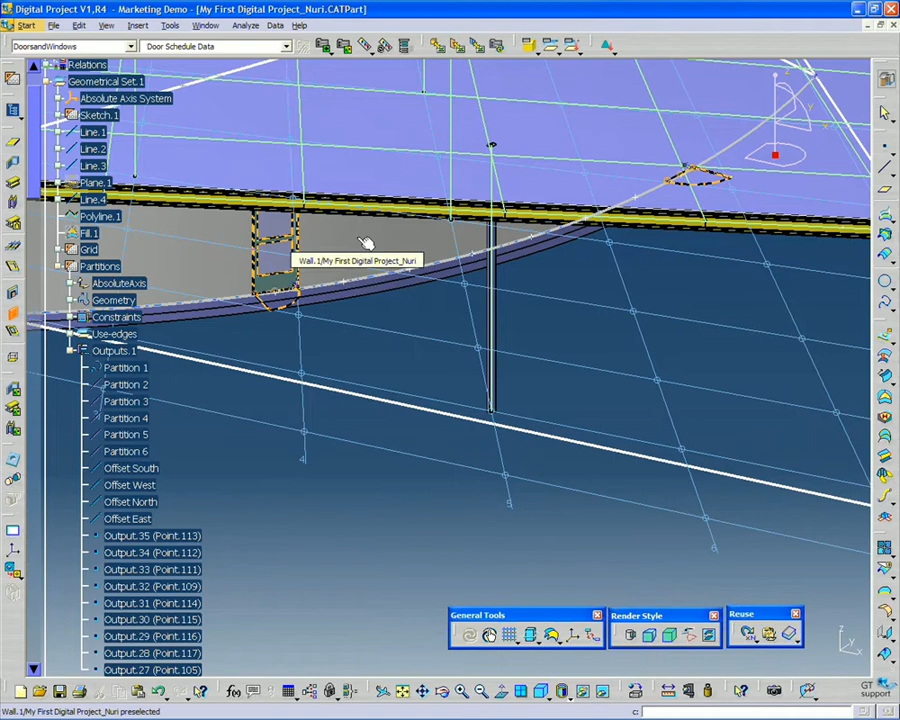 Digital Project V1,R4 - Marketing Demo - [My First Digital Project_Nuri.CATPart]
Start File Edit View Insert Tools Window Analyze Data Help
DoorsandWindows Door Schedule Data
Relations
Geometrical Set.1
Absolute Axis System
Sketch.1
Line.1
Line.2
Line.3
Plane.1
Line.4
Polyline.1
Fill.1
Grid
Partitions
AbsoluteAxis
Geometry
Constraints
Use-edges
Outputs.1
Partition 1
Partition 2
Partition 3
Partition 4
Partition 5
Partition 6
Offset South
Offset West
Offset North
Offset East
Output.35 (Point.113)
Output.34 (Point.112)
Output.33 (Point.111)
Output.32 (Point.109)
Output.31 (Point.114)
Output.30 (Point.115)
Output.29 (Point.116)
Output.28 (Point.117)
Output.27 (Point.105)
Wall.1/My First Digital Project_Nuri
4
5
6
General Tools
Render Style
Reuse
GT support
Wall.1/My First Digital Project_Nuri preselected
c: